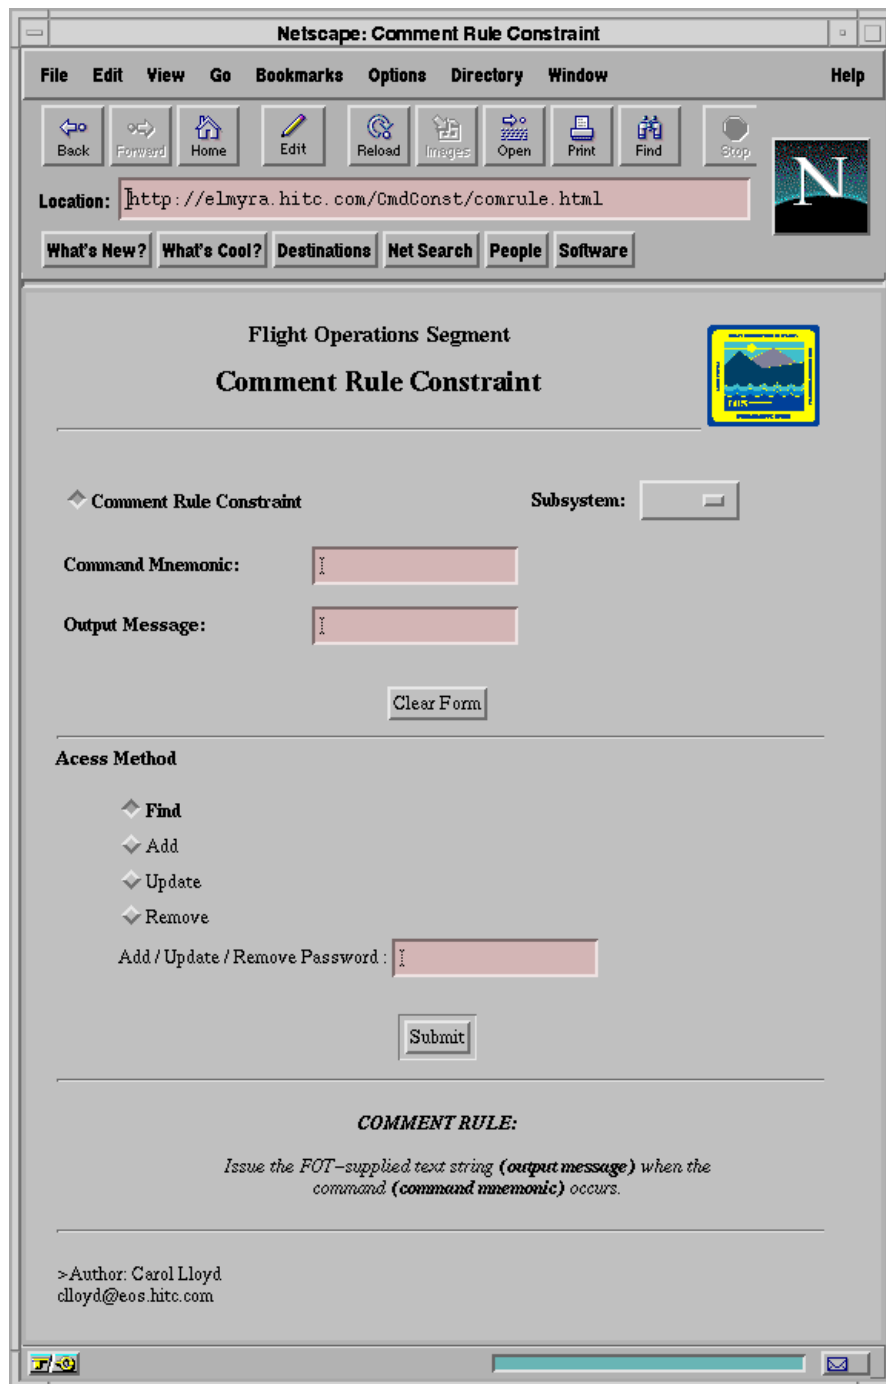 Netscape: Comment Rule Constraint
File Edit View Go Bookmarks Options Directory Window Help
Back Forward Home Edit Reload Images Open Print Find Stop
Location: http://elmyra.hitc.com/CmdConst/comrule.html
N
What's New? What's Cool? Destinations Net Search People Software
Flight Operations Segment
Comment Rule Constraint
Comment Rule Constraint Subsystem:
Command Mnemonic:
Output Message:
Clear Form
Acess Method
Find
Add
Update
Remove
Add / Update / Remove Password :
Submit
COMMENT RULE:
Issue the FOT-supplied text string (output message) when the
command (command mnemonic) occurs.
>Author: Carol Lloyd
clloyd@eos.hitc.com